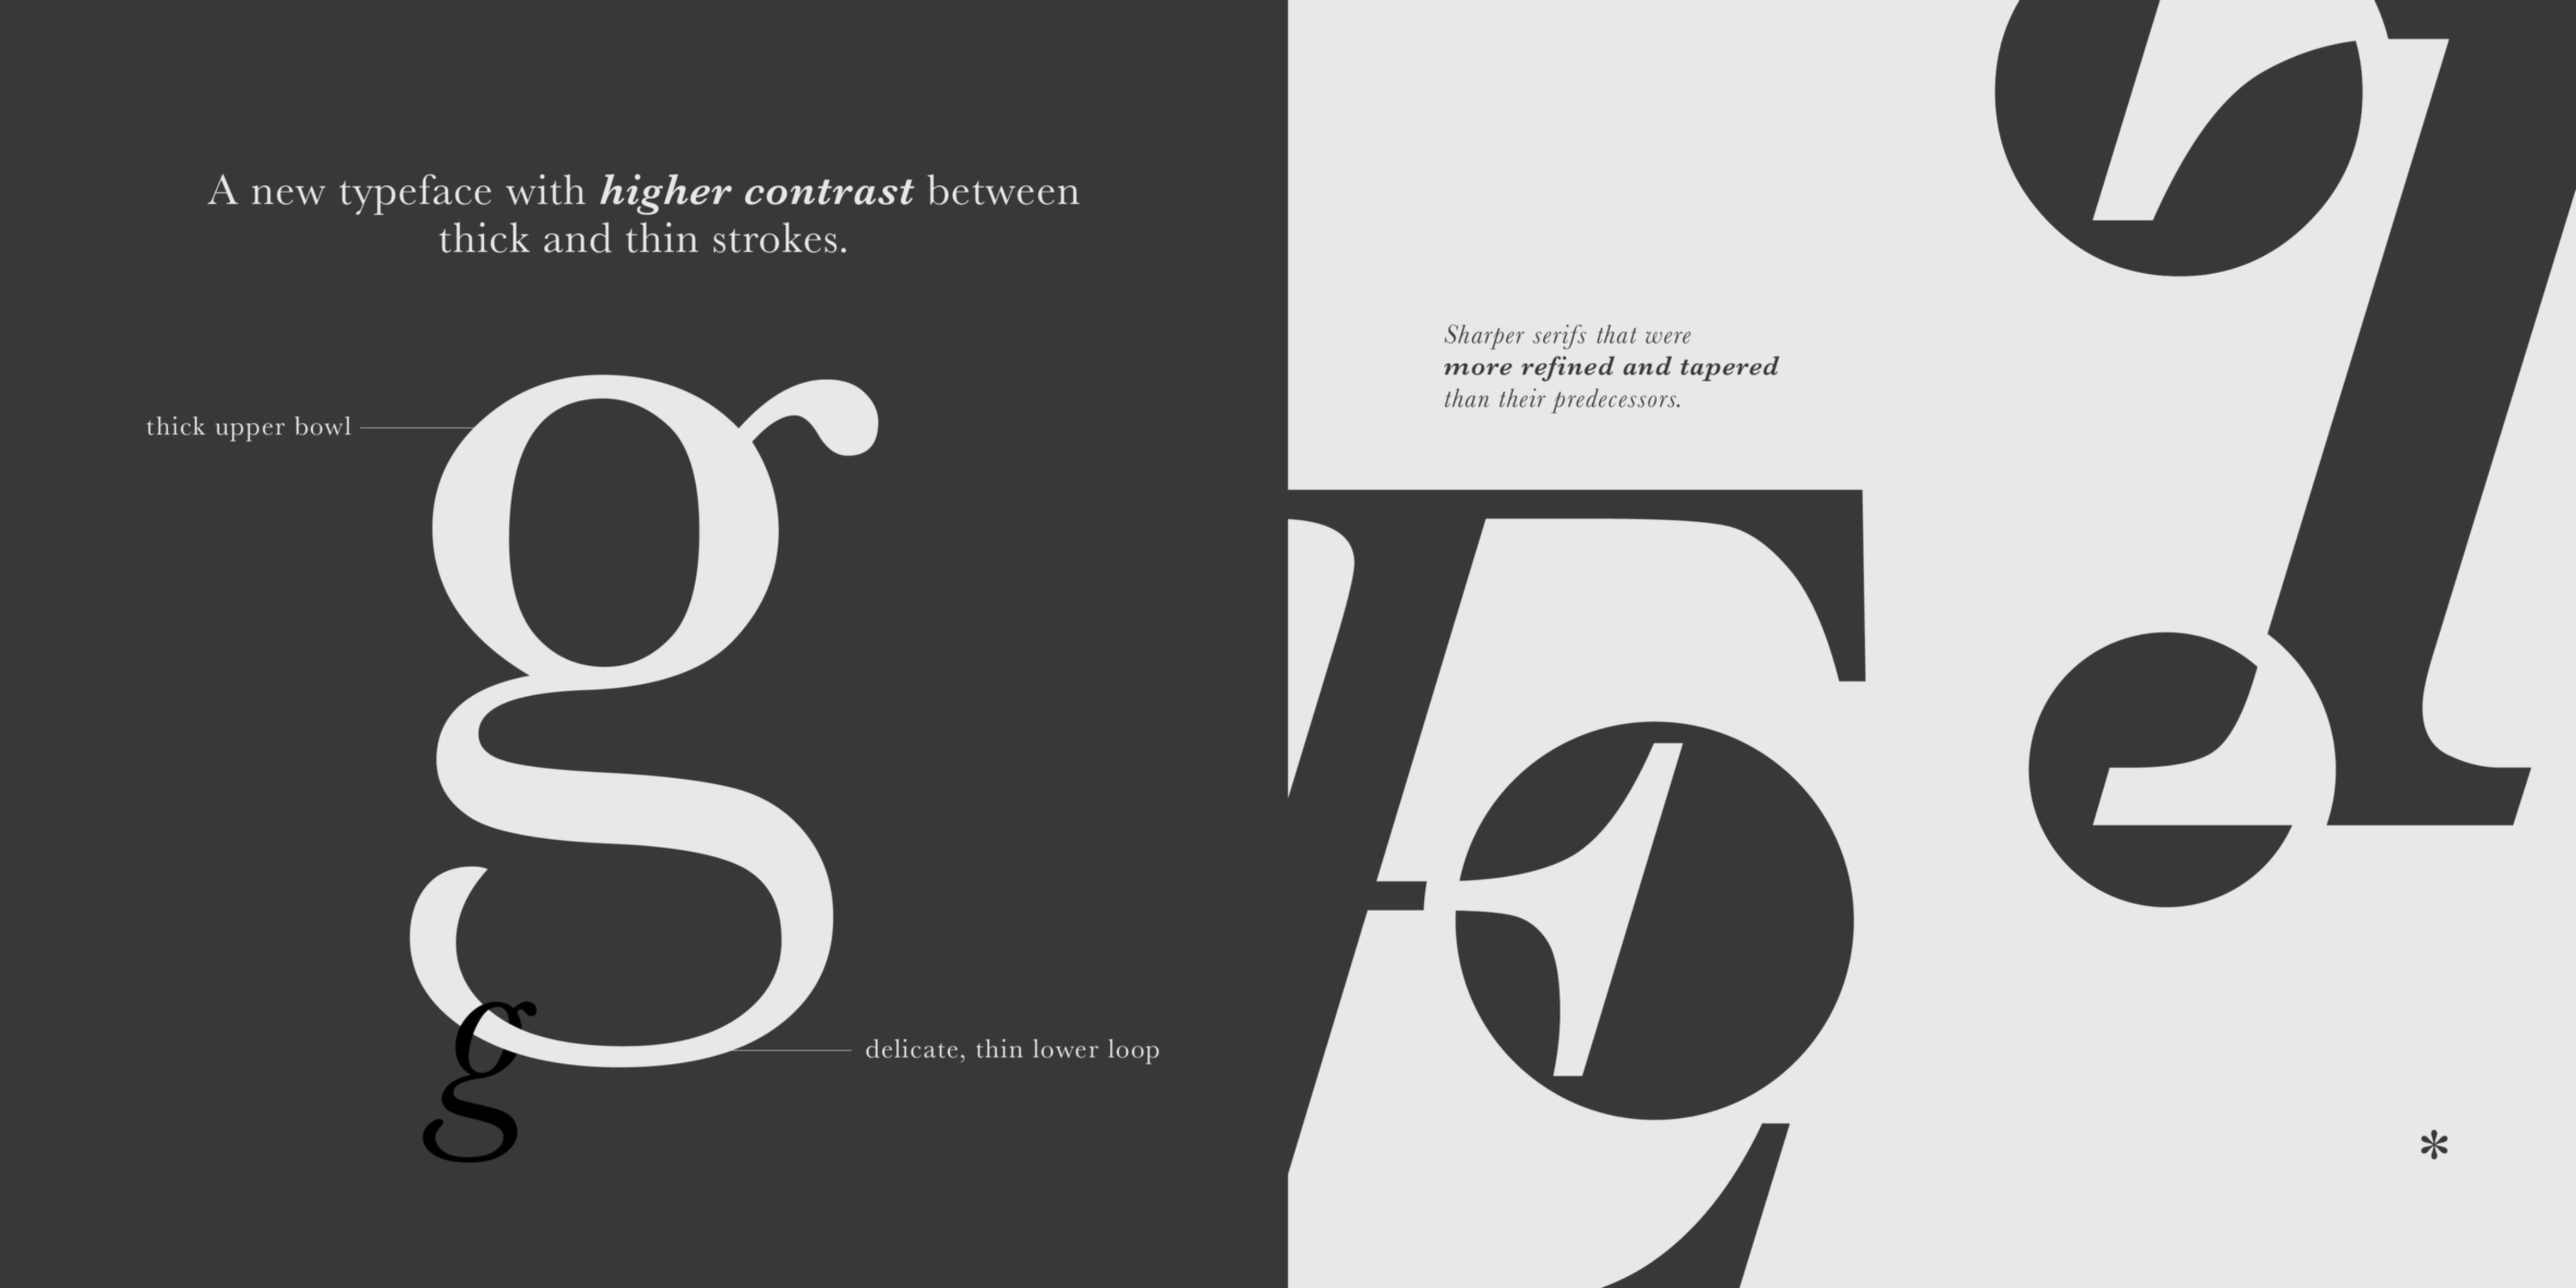 A new typeface with higher contrast between
thick and thin strokes.
thick upper bowl
g
g
delicate, thin lower loop
Sharper serifs that were
more refined and tapered
than their predecessors.
E
*